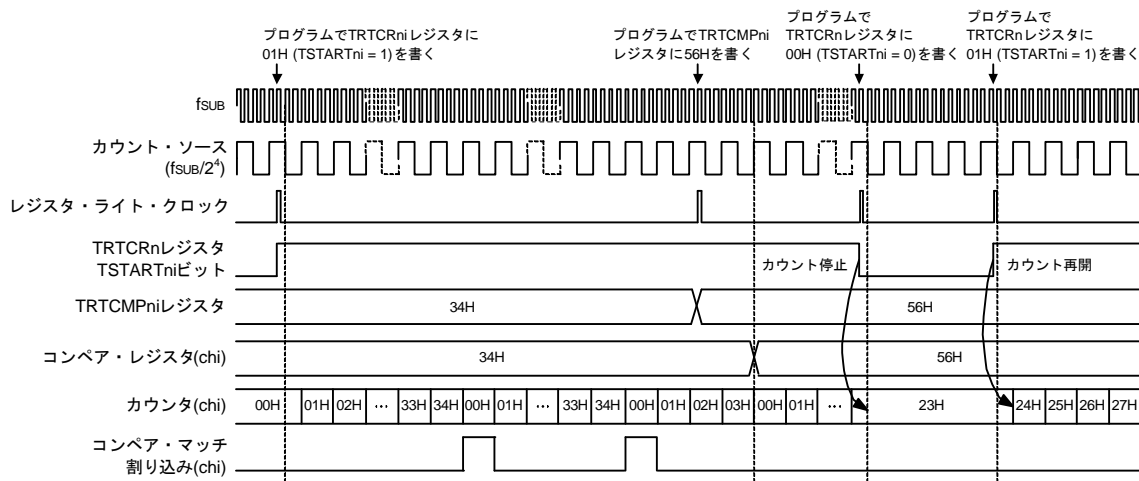 プログラムでTRTCRniレジスタに
01H (TSTARTni = 1)を書く
プログラムでTRTCMPni
レジスタに56Hを書く
プログラムで
TRTCRnレジスタに
00H (TSTARTni = 0)を書く
プログラムで
TRTCRnレジスタに
01H (TSTARTni = 1)を書く
fSUB
カウント・ソース
(fSUB/2⁴)
レジスタ・ライト・クロック
TRTCRnレジスタ
TSTARTniビット
カウント停止
カウント再開
TRTCMPniレジスタ
34H
56H
コンペア・レジスタ(chi)
34H
56H
カウンタ(chi)
00H 01H 02H … 33H 34H 00H 01H … 33H 34H 00H 01H 02H 03H 00H 01H … 23H 24H 25H 26H 27H
コンペア・マッチ
割り込み(chi)